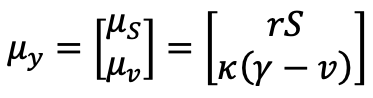 μ_y = [μ_S
μ_v] = [rS
κ(γ − v)]